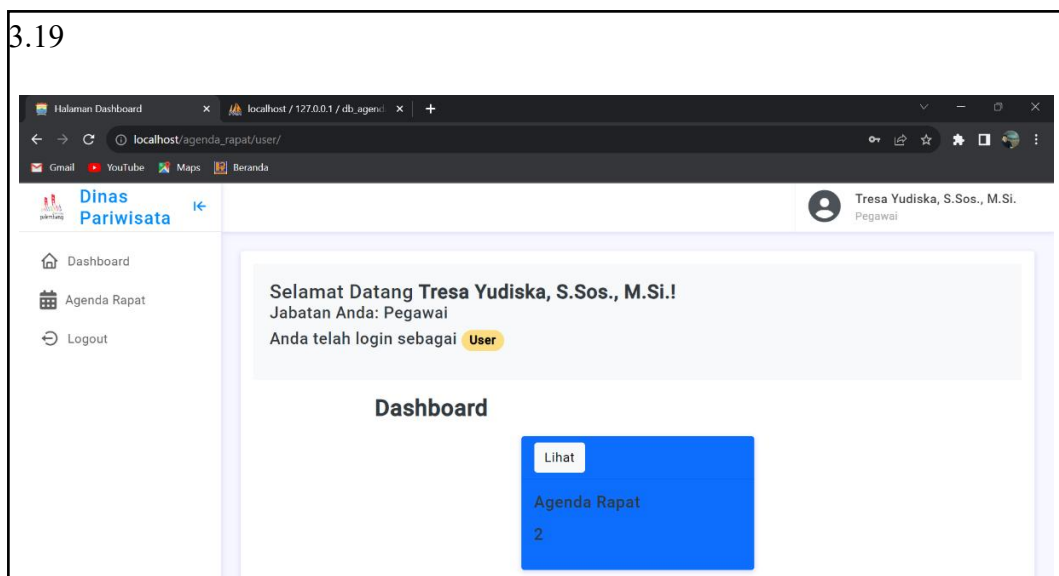 3.19
Halaman Dashboard
localhost / 127.0.0.1 / db_agend
localhost/agenda_rapat/user/
Gmail YouTube Maps Beranda
Dinas
Pariwisata
palembang
Tresa Yudiska, S.Sos., M.Si.
Pegawai
Dashboard
Agenda Rapat
Logout
Selamat Datang Tresa Yudiska, S.Sos., M.Si.!
Jabatan Anda: Pegawai
Anda telah login sebagai User
Dashboard
Lihat
Agenda Rapat
2